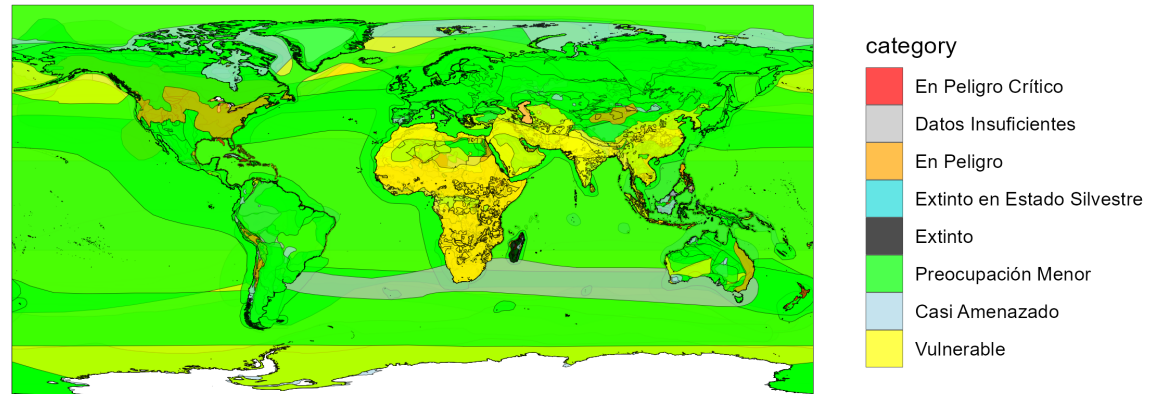 category
En Peligro Crítico
Datos Insuficientes
En Peligro
Extinto en Estado Silvestre
Extinto
Preocupación Menor
Casi Amenazado
Vulnerable